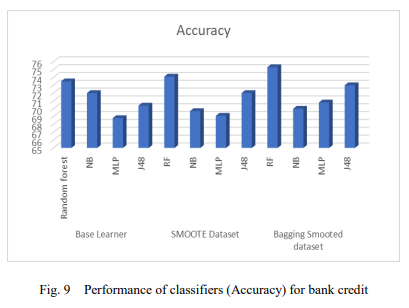 Accuracy
76
75
74
73
72
71
70
69
68
67
66
65
Random forest
NB
MLP
J48
RF
NB
MLP
J48
RF
NB
MLP
J48
Base Learner
SMOOTE Dataset
Bagging Smooted
dataset
Fig. 9 Performance of classifiers (Accuracy) for bank credit